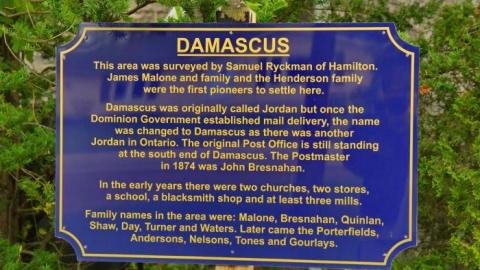 DAMASCUS
This area was surveyed by Samuel Ryckman of Hamilton.
James Malone and family and the Henderson family
were the first pioneers to settle here.
Damascus was originally called Jordan but once the
Dominion Government established mail delivery, the name
was changed to Damascus as there was another
Jordan in Ontario. The original Post Office is still standing
at the south end of Damascus. The Postmaster
in 1874 was John Bresnahan.
In the early years there were two churches, two stores,
a school, a blacksmith shop and at least three mills.
Family names in the area were: Malone, Bresnahan, Quinlan,
Shaw, Day, Turner and Waters. Later came the Porterfields,
Andersons, Nelsons, Tones and Gourlays.